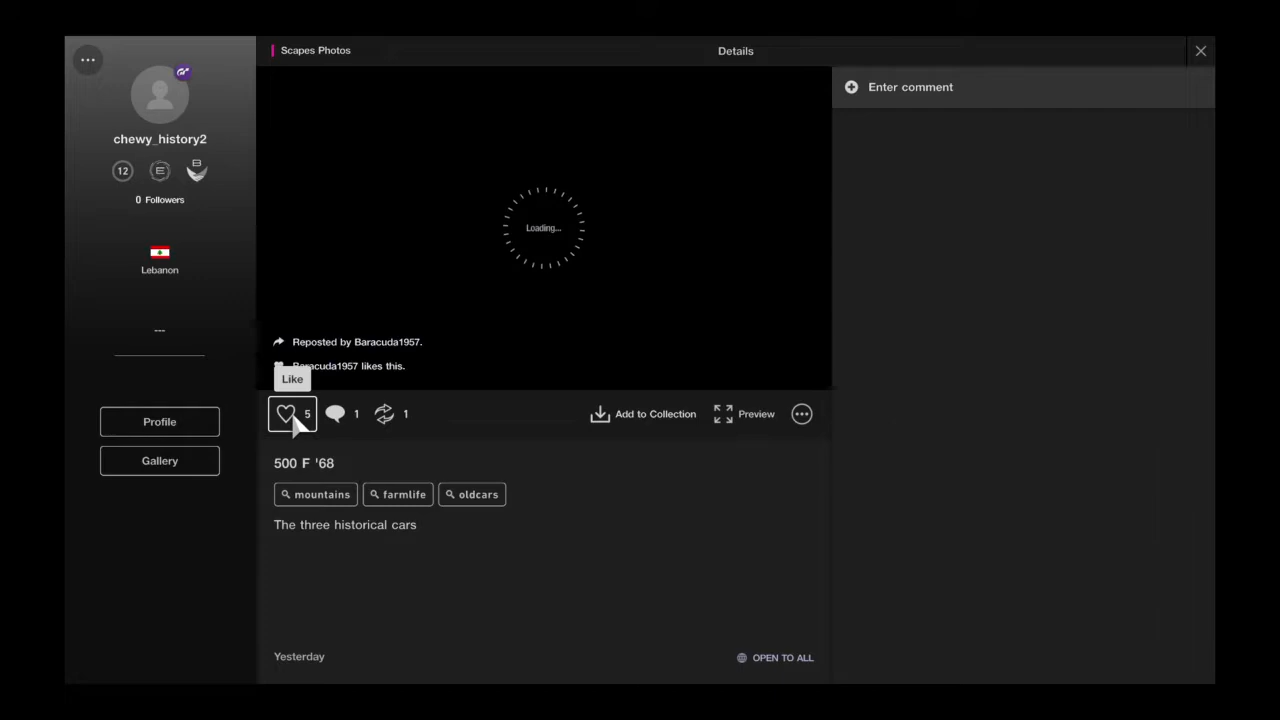 chewy_history2
12 E B
0 Followers
Lebanon
---
Profile
Gallery
Scapes Photos
Details
Loading...
Reposted by Baracuda1957.
Baracuda1957 likes this.
Like
5 1 1
Add to Collection
Preview
500 F '68
mountains farmlife oldcars
The three historical cars
Yesterday
OPEN TO ALL
Enter comment